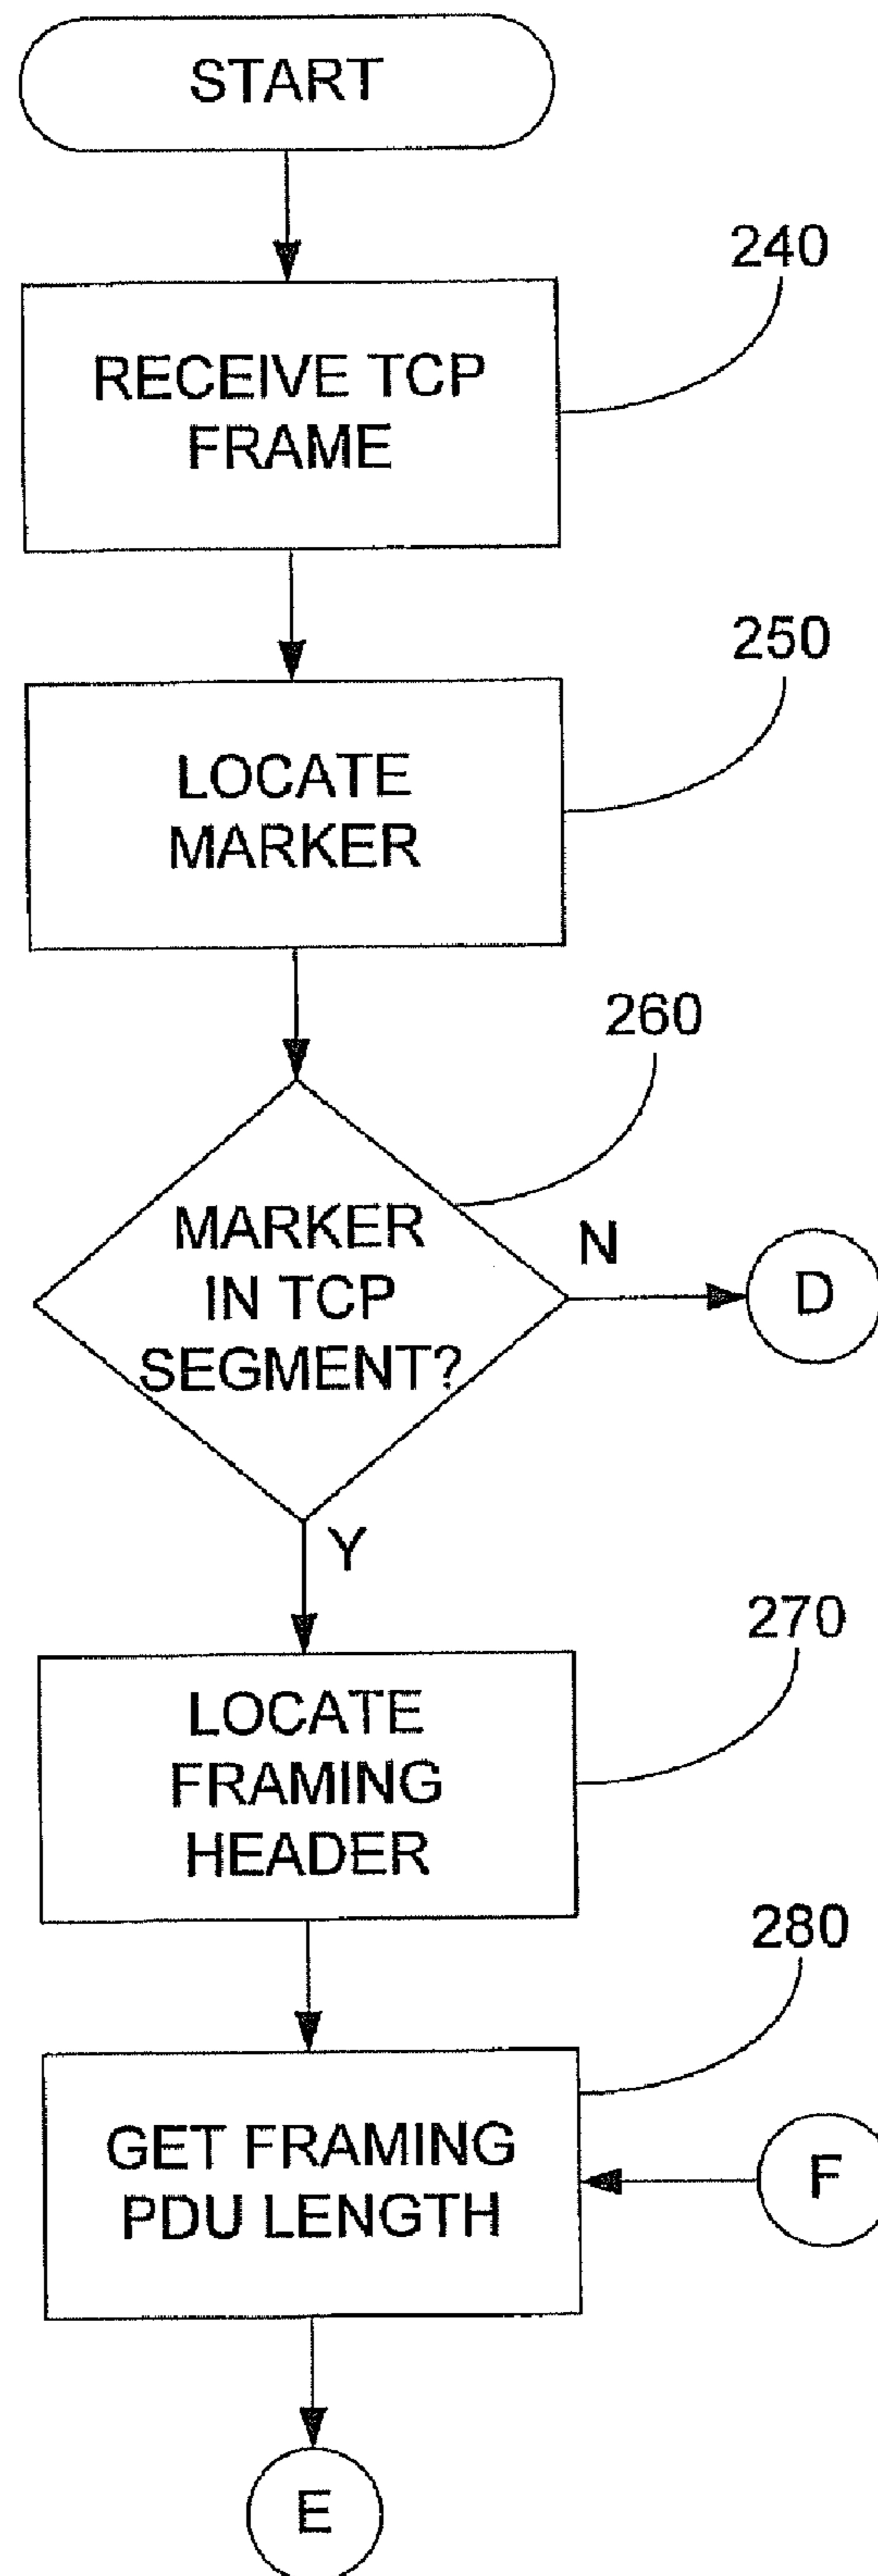 START
240
RECEIVE TCP
FRAME
250
LOCATE
MARKER
260
MARKER
IN TCP
SEGMENT?
N
D
Y
270
LOCATE
FRAMING
HEADER
280
GET FRAMING
PDU LENGTH
F
E